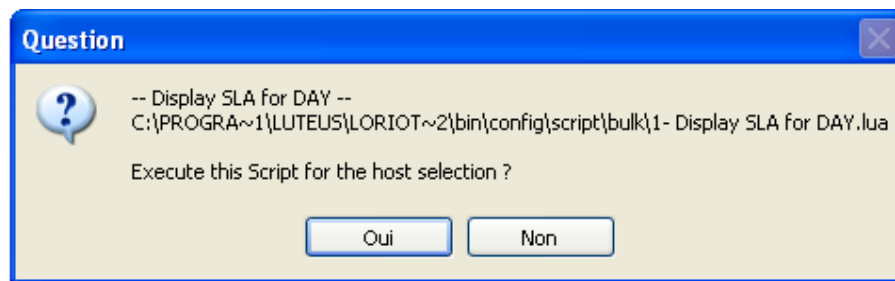 Question
-- Display SLA for DAY --
C:\PROGRA~1\LUTEUS\LORIOT~2\bin\config\script\bulk\1- Display SLA for DAY.lua
Execute this Script for the host selection ?
Oui Non